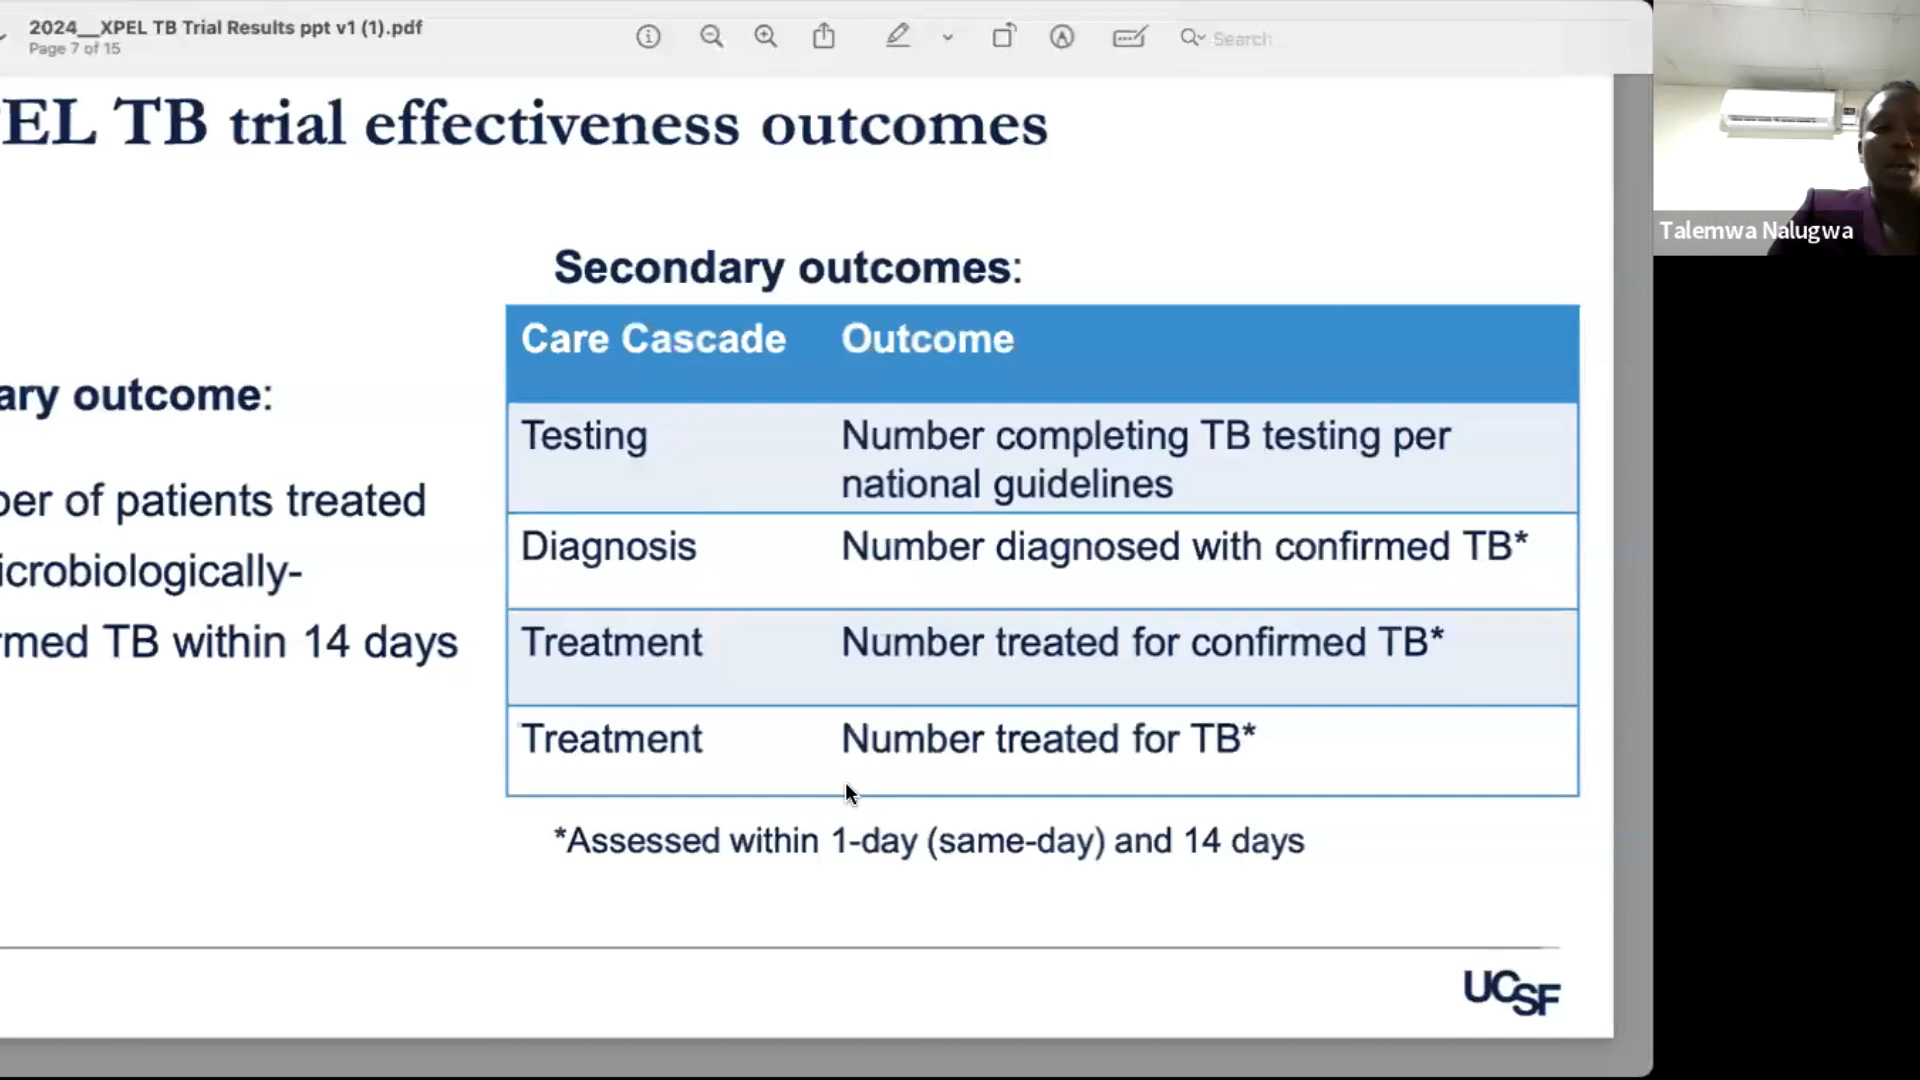 2024__XPEL TB Trial Results ppt v1 (1).pdf
Page 7 of 15
Search
EL TB trial effectiveness outcomes
Secondary outcomes:
Care Cascade Outcome
ary outcome:
Testing Number completing TB testing per
national guidelines
ber of patients treated
Diagnosis Number diagnosed with confirmed TB*
icrobiologically-
rmed TB within 14 days
Treatment Number treated for confirmed TB*
Treatment Number treated for TB*
*Assessed within 1-day (same-day) and 14 days
UCSF
Talemwa Nalugwa